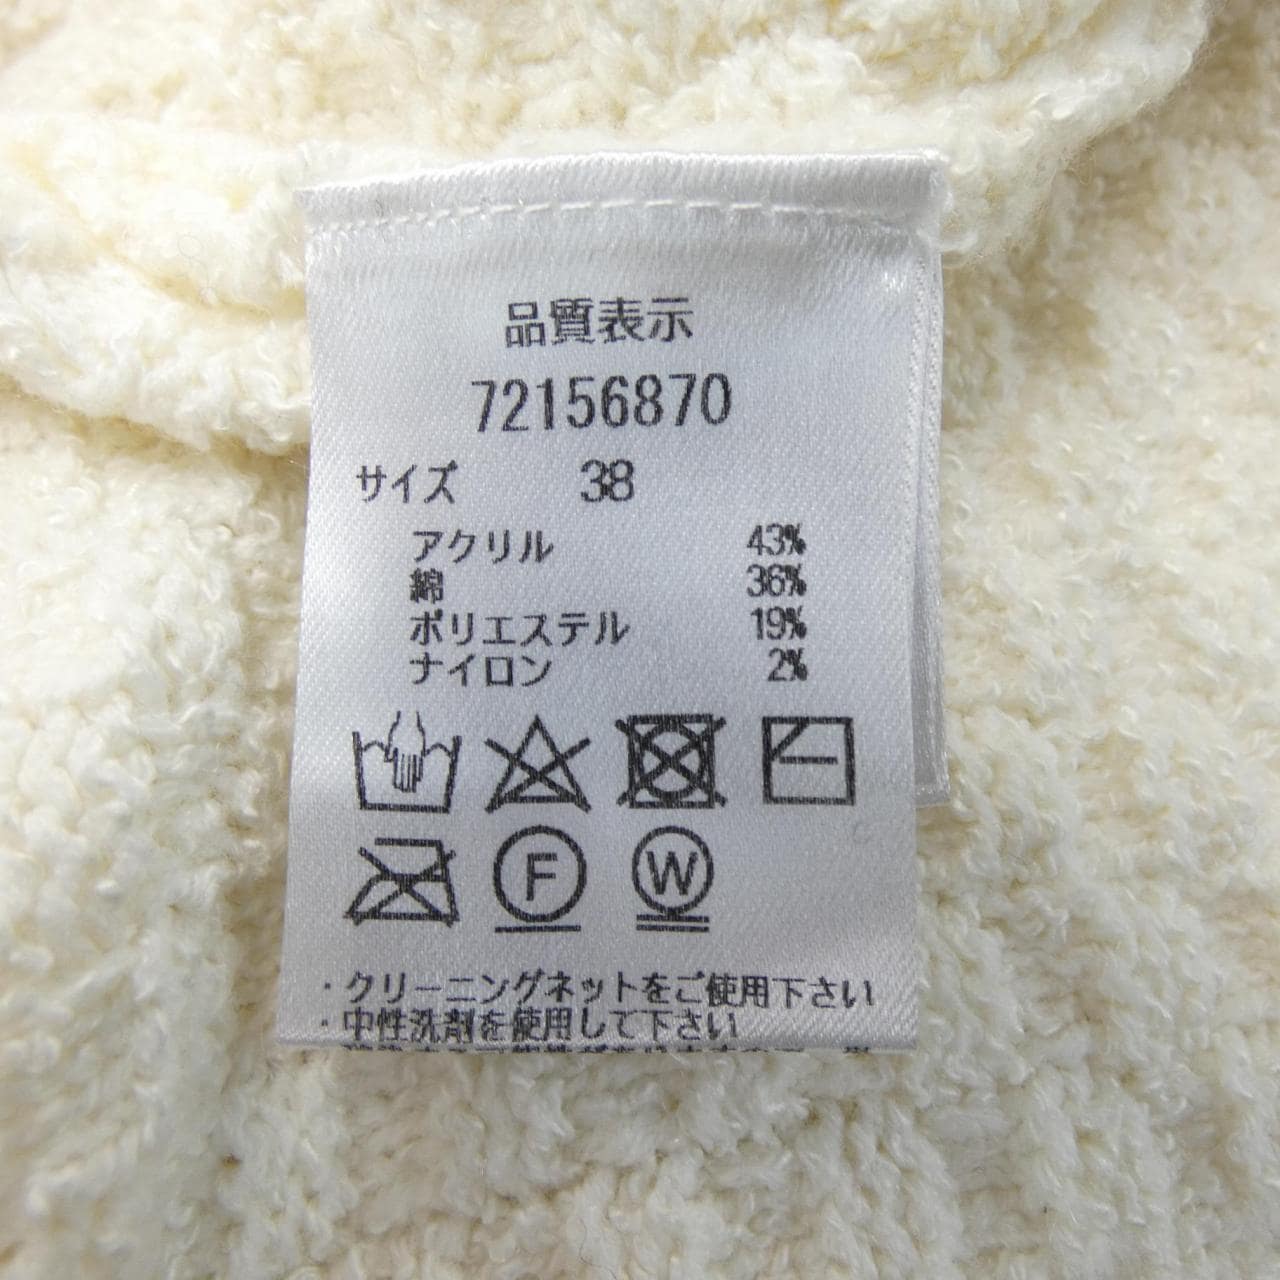 品質表示
72156870
サイズ 38
アクリル 43%
綿 36%
ポリエステル 19%
ナイロン 2%
F W
・クリーニングネットをご使用下さい
・中性洗剤を使用して下さい